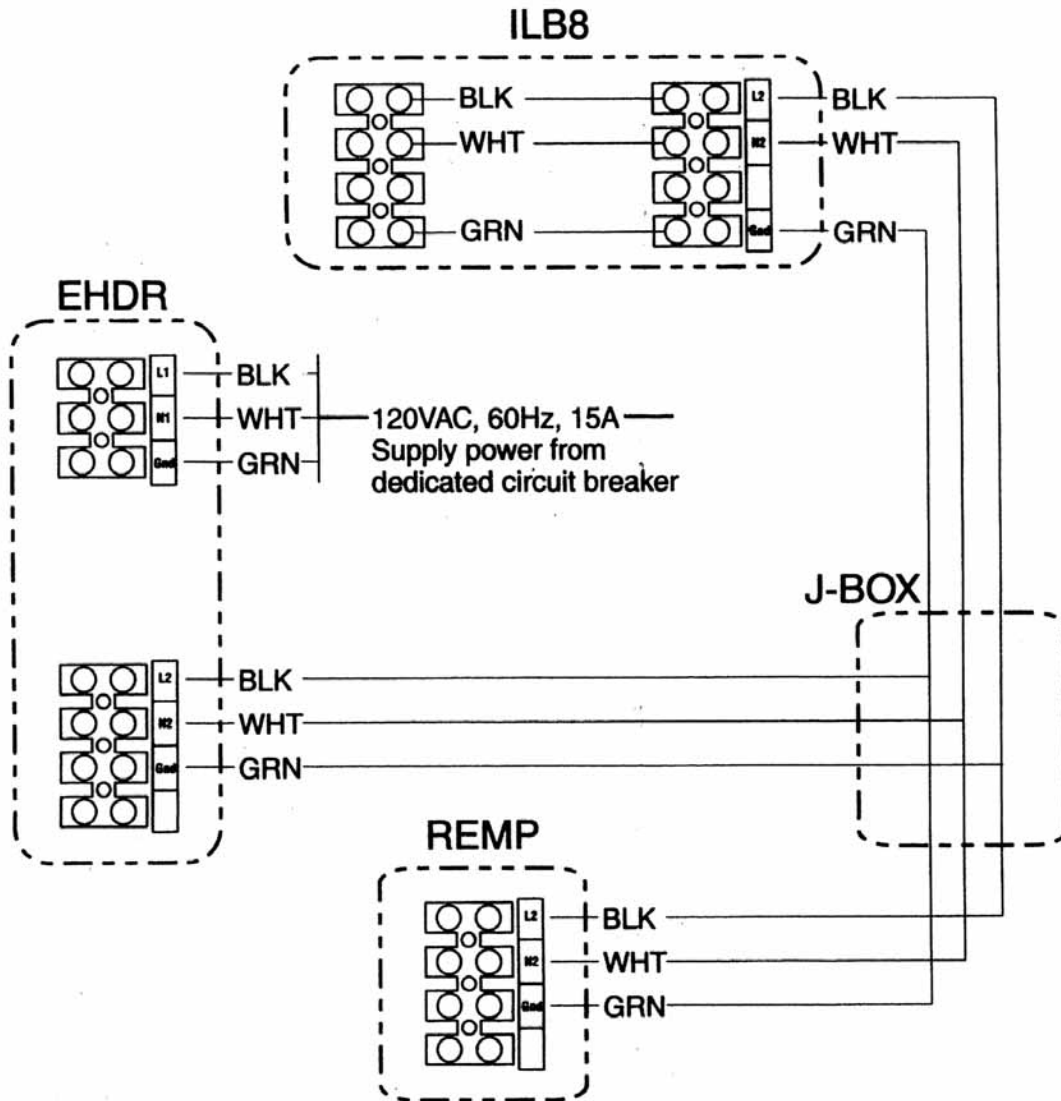 ILB8
BLK BLK L2 BLK
WHT WHT N2 WHT
GRN GRN Gnd GRN
EHDR
L1 BLK
N1 WHT
Gnd GRN
120VAC, 60Hz, 15A
Supply power from
dedicated circuit breaker
J-BOX
L2 BLK
N2 WHT
Gnd GRN
REMP
L2 BLK
N2 WHT
Gnd GRN